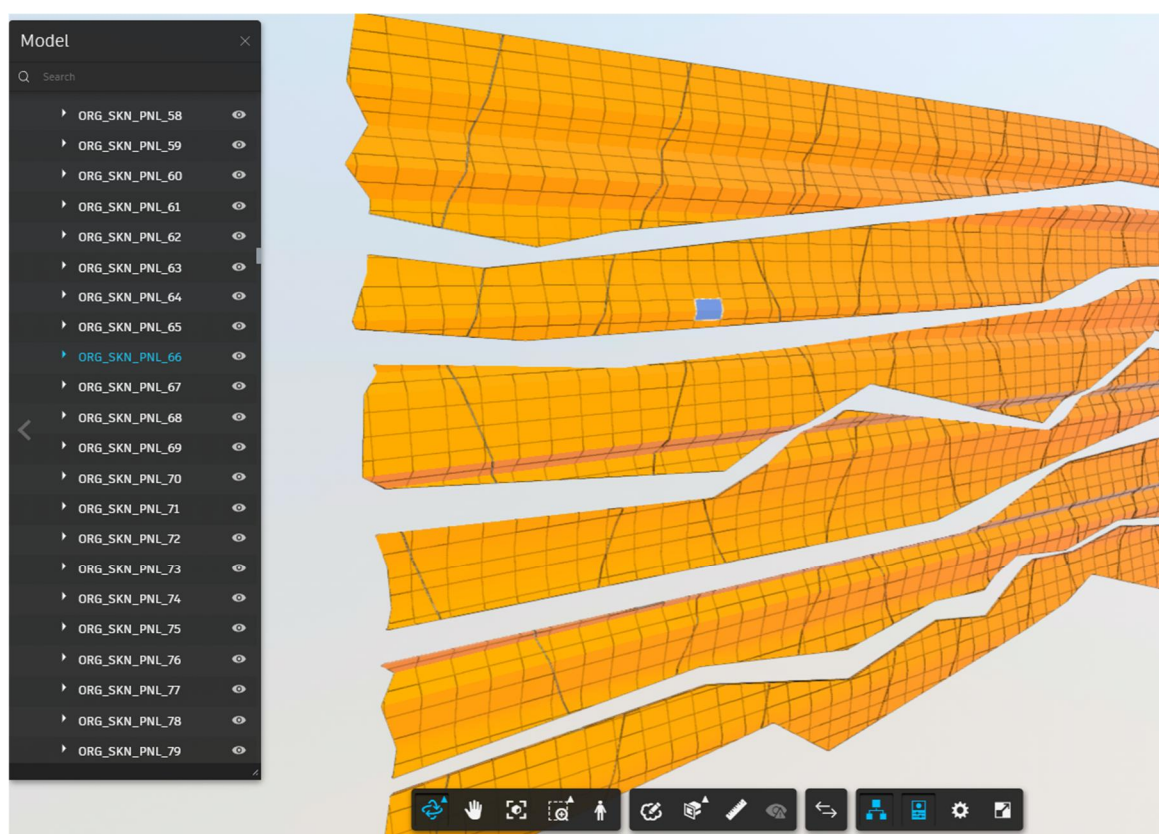 Model
Search
ORG_SKN_PNL_58
ORG_SKN_PNL_59
ORG_SKN_PNL_60
ORG_SKN_PNL_61
ORG_SKN_PNL_62
ORG_SKN_PNL_63
ORG_SKN_PNL_64
ORG_SKN_PNL_65
ORG_SKN_PNL_66
ORG_SKN_PNL_67
ORG_SKN_PNL_68
ORG_SKN_PNL_69
ORG_SKN_PNL_70
ORG_SKN_PNL_71
ORG_SKN_PNL_72
ORG_SKN_PNL_73
ORG_SKN_PNL_74
ORG_SKN_PNL_75
ORG_SKN_PNL_76
ORG_SKN_PNL_77
ORG_SKN_PNL_78
ORG_SKN_PNL_79